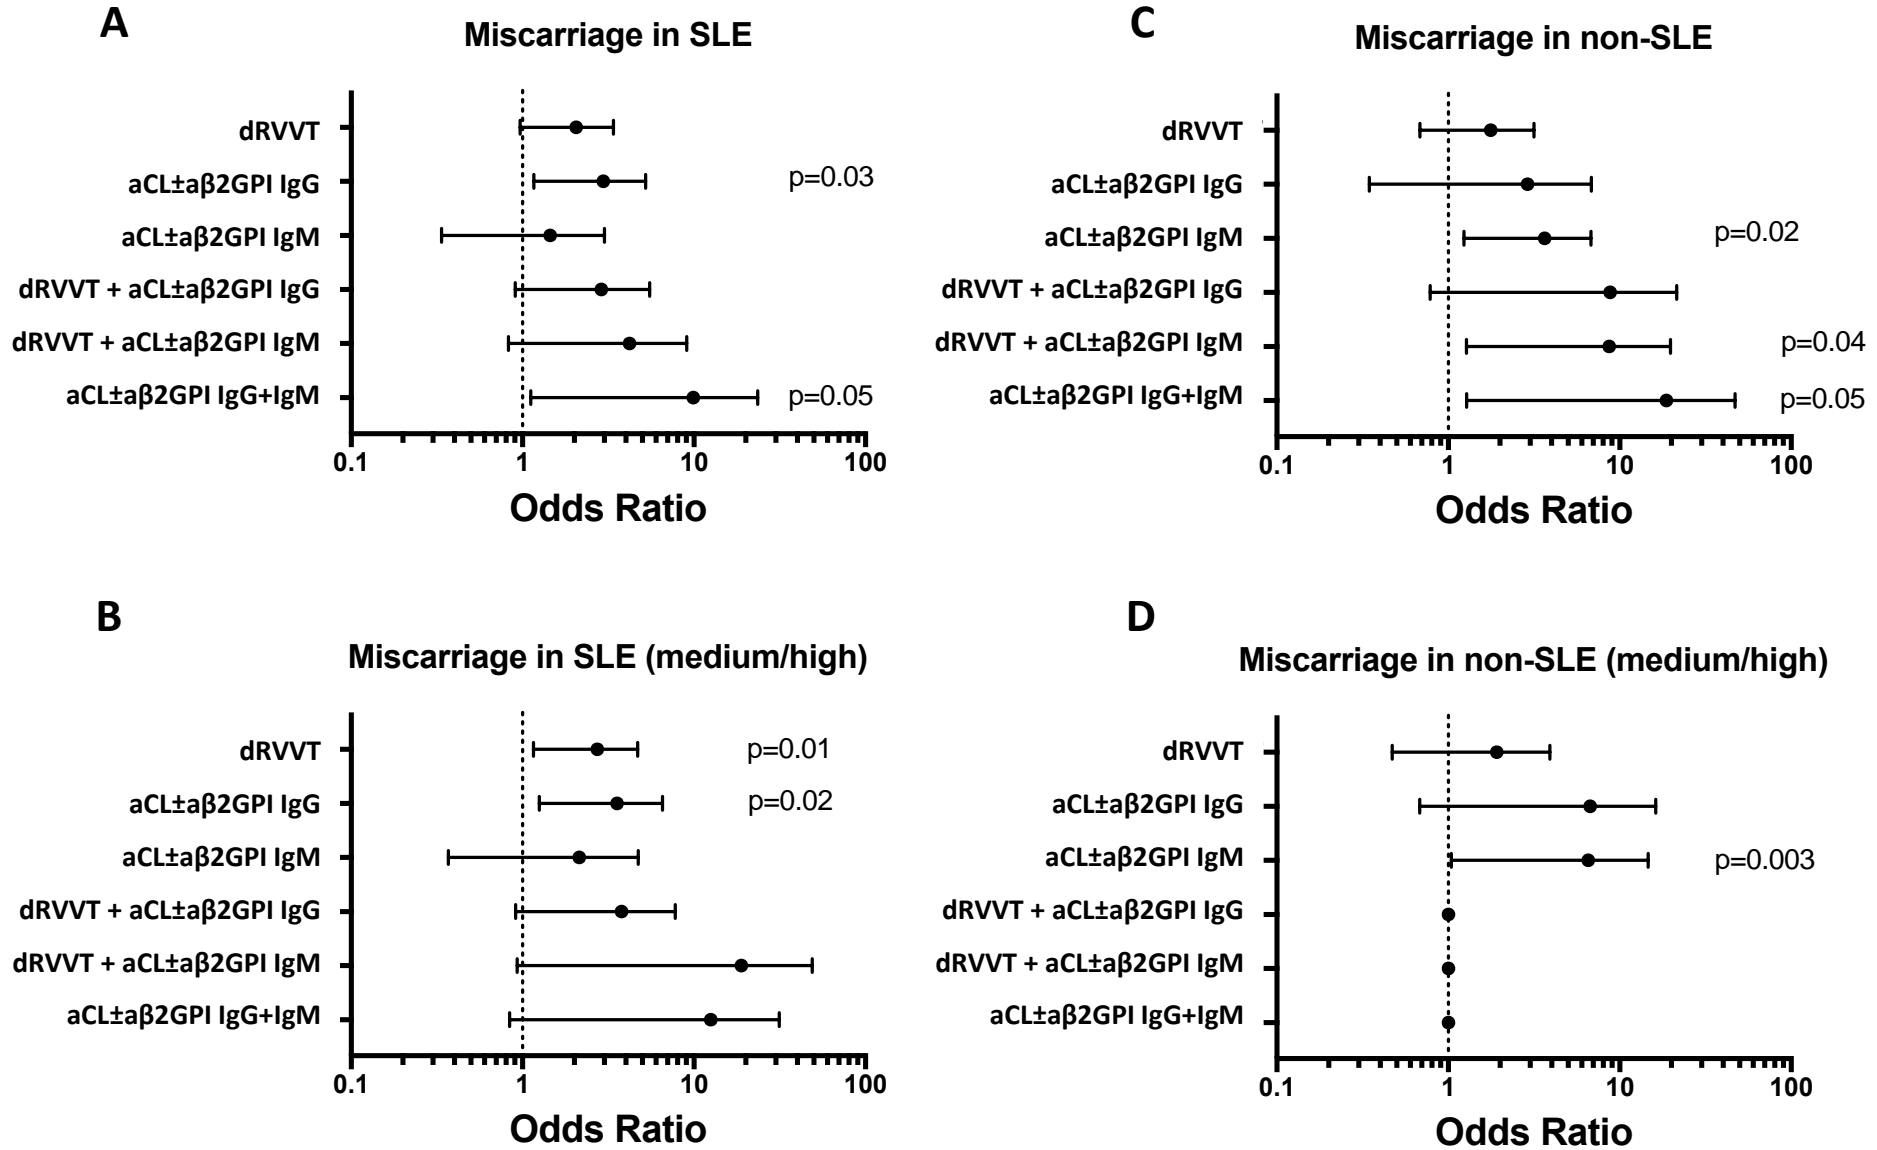 A
Miscarriage in SLE
dRVVT
aCL±aβ2GPI IgG
p=0.03
aCL±aβ2GPI IgM
dRVVT + aCL±aβ2GPI IgG
dRVVT + aCL±aβ2GPI IgM
aCL±aβ2GPI IgG+IgM
p=0.05
0.1 1 10 100
Odds Ratio
B
Miscarriage in SLE (medium/high)
dRVVT
p=0.01
aCL±aβ2GPI IgG
p=0.02
aCL±aβ2GPI IgM
dRVVT + aCL±aβ2GPI IgG
dRVVT + aCL±aβ2GPI IgM
aCL±aβ2GPI IgG+IgM
0.1 1 10 100
Odds Ratio
C
Miscarriage in non-SLE
dRVVT
aCL±aβ2GPI IgG
aCL±aβ2GPI IgM
p=0.02
dRVVT + aCL±aβ2GPI IgG
dRVVT + aCL±aβ2GPI IgM
p=0.04
aCL±aβ2GPI IgG+IgM
p=0.05
0.1 1 10 100
Odds Ratio
D
Miscarriage in non-SLE (medium/high)
dRVVT
aCL±aβ2GPI IgG
aCL±aβ2GPI IgM
p=0.003
dRVVT + aCL±aβ2GPI IgG
dRVVT + aCL±aβ2GPI IgM
aCL±aβ2GPI IgG+IgM
0.1 1 10 100
Odds Ratio